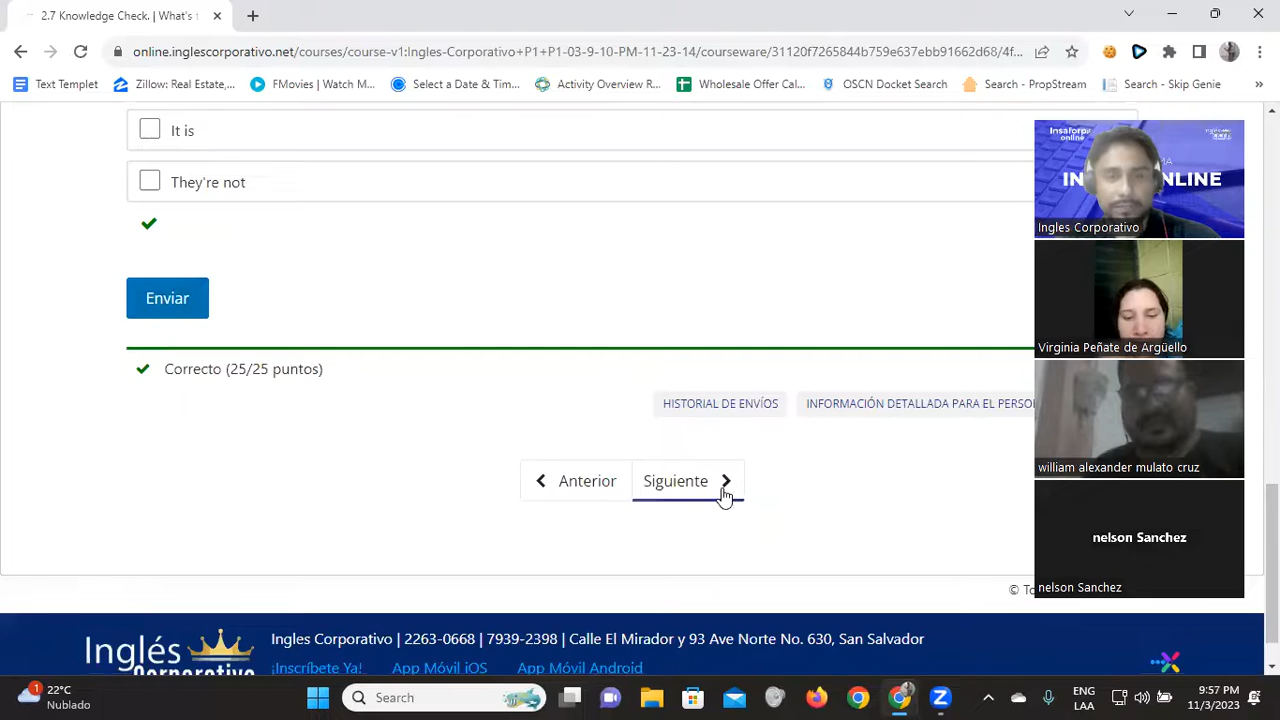 2.7 Knowledge Check. | What's
online.inglescorporativo.net/courses/course-v1:Ingles-Corporativo+P1+P1-03-9-10-PM-11-23-14/courseware/31120f7265844b759e637ebb91662d68/4f...
Text Templet
Zillow: Real Estate,...
FMovies | Watch M...
Select a Date & Tim...
Activity Overview R...
Wholesale Offer Cal...
OSCN Docket Search
Search - PropStream
Search - Skip Genie
It is
They're not
Enviar
Correcto (25/25 puntos)
HISTORIAL DE ENVÍOS
INFORMACIÓN DETALLADA PARA EL PERSO
Anterior
Siguiente
© To
online
Ingles Corporativo
Virginia Peñate de Argüello
william alexander mulato cruz
nelson Sanchez
nelson Sanchez
Inglés
Corporativo
Ingles Corporativo | 2263-0668 | 7939-2398 | Calle El Mirador y 93 Ave Norte No. 630, San Salvador
¡Inscríbete Ya!
App Móvil iOS
App Móvil Android
1
22°C
Nublado
Search
ENG
LAA
9:57 PM
11/3/2023